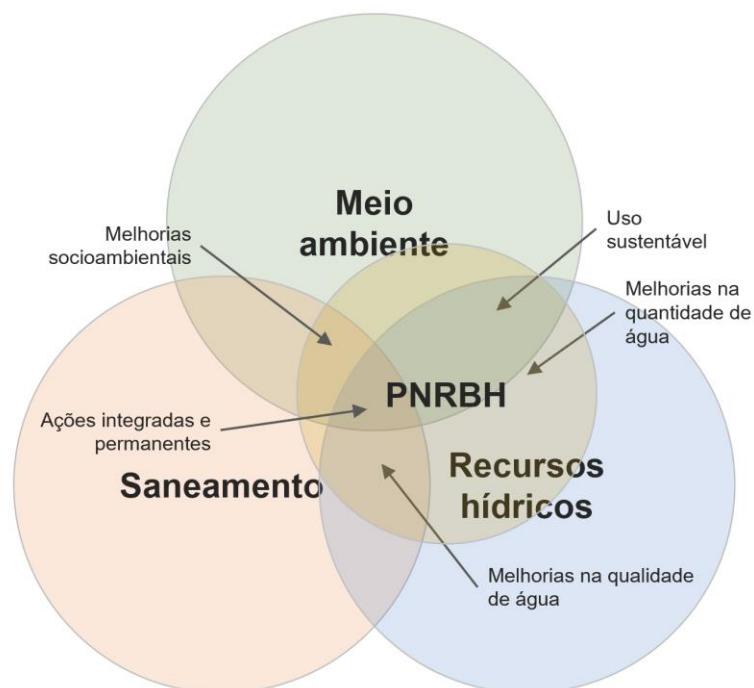 Meio
ambiente
Melhorias
socioambientais
Uso
sustentável
Melhorias na
quantidade de
água
PNRBH
Ações integradas e
permanentes
Saneamento
Recursos
hídricos
Melhorias na qualidade
de água